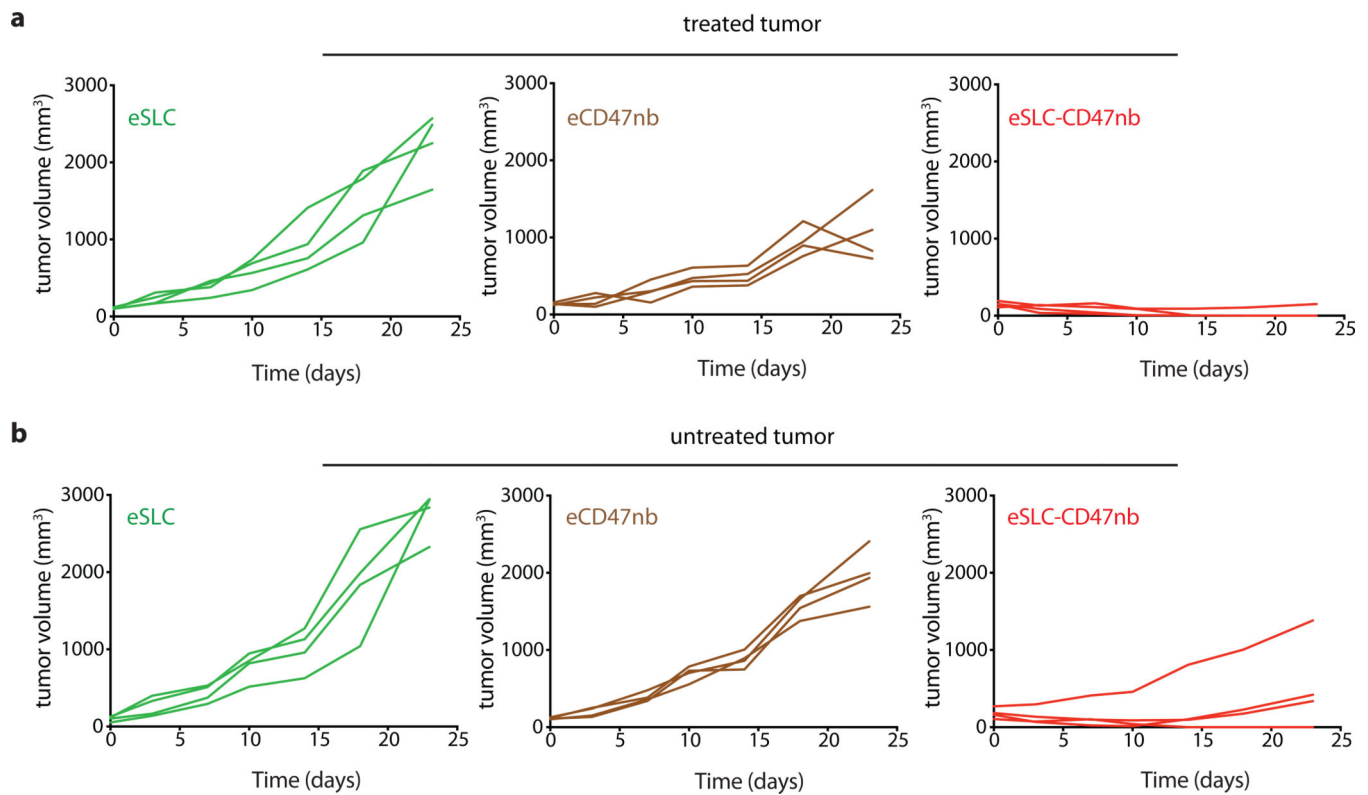 a
treated tumor
3000
2000
1000
0
tumor volume (mm³)
eSLC
0 5 10 15 20 25
Time (days)
3000
2000
1000
0
tumor volume (mm³)
eCD47nb
0 5 10 15 20 25
Time (days)
3000
2000
1000
0
tumor volume (mm³)
eSLC-CD47nb
0 5 10 15 20 25
Time (days)
b
untreated tumor
3000
2000
1000
0
tumor volume (mm³)
eSLC
0 5 10 15 20 25
Time (days)
3000
2000
1000
0
tumor volume (mm³)
eCD47nb
0 5 10 15 20 25
Time (days)
3000
2000
1000
0
tumor volume (mm³)
eSLC-CD47nb
0 5 10 15 20 25
Time (days)